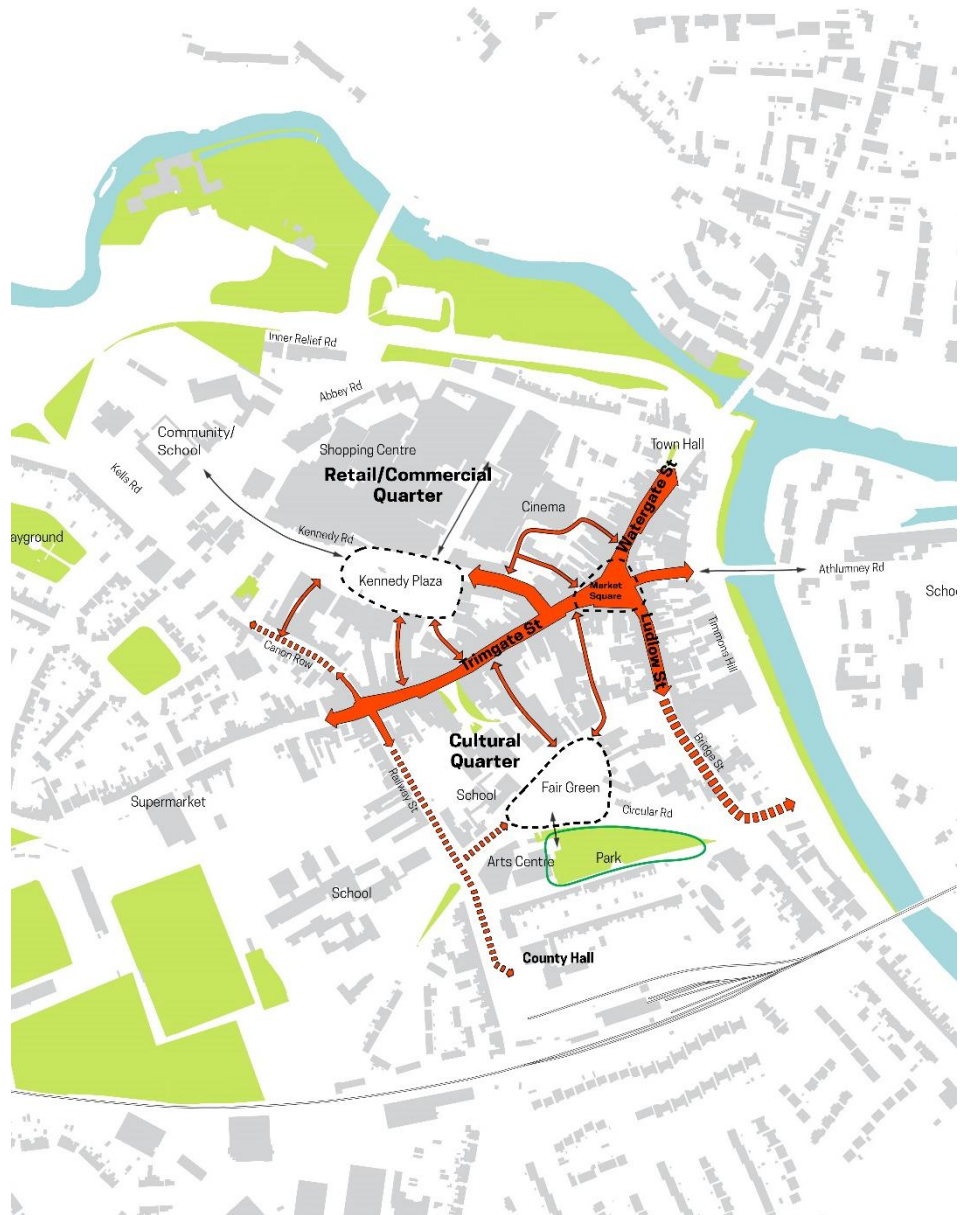 Inner Relief Rd
Abbey Rd
Community/
School
Shopping Centre
Town Hall
Retail/Commercial
Quarter
Kells Rd
Cinema
Watergate St
ayground
Kennedy Rd
Kennedy Plaza
Athlumney Rd
Market
Square
Schoo
Trimgate St
Ludlow St
Timmons Hill
Canon Row
Cultural
Quarter
Bridge St
Railway St
School
Fair Green
Supermarket
Circular Rd
Arts Centre
Park
School
County Hall